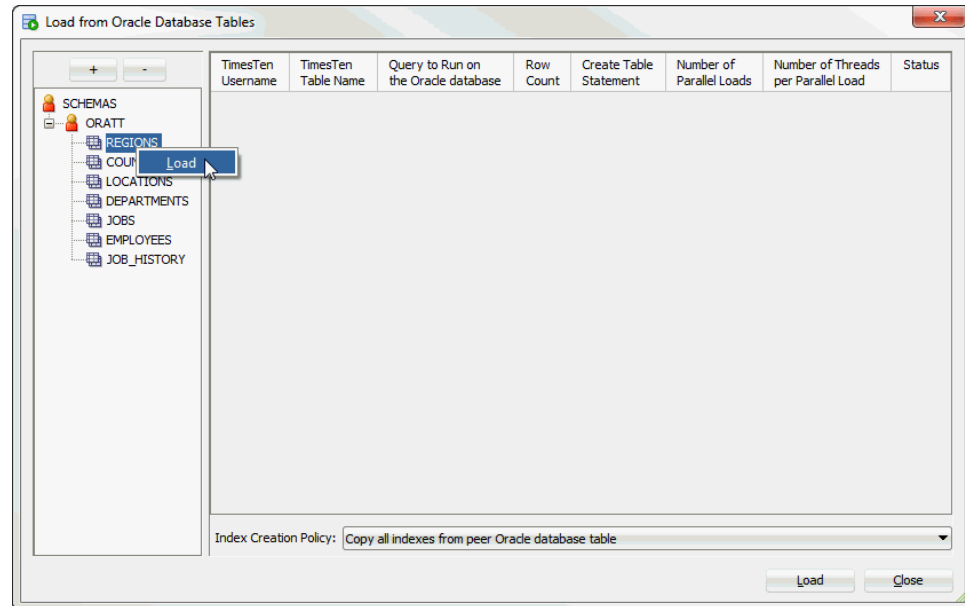 Load from Oracle Database Tables
+ -
SCHEMAS
ORATT
REGIONS
Load
LOCATIONS
DEPARTMENTS
JOBS
EMPLOYEES
JOB_HISTORY
TimesTen Username
TimesTen Table Name
Query to Run on the Oracle database
Row Count
Create Table Statement
Number of Parallel Loads
Number of Threads per Parallel Load
Status
Index Creation Policy: Copy all indexes from peer Oracle database table
Load Close